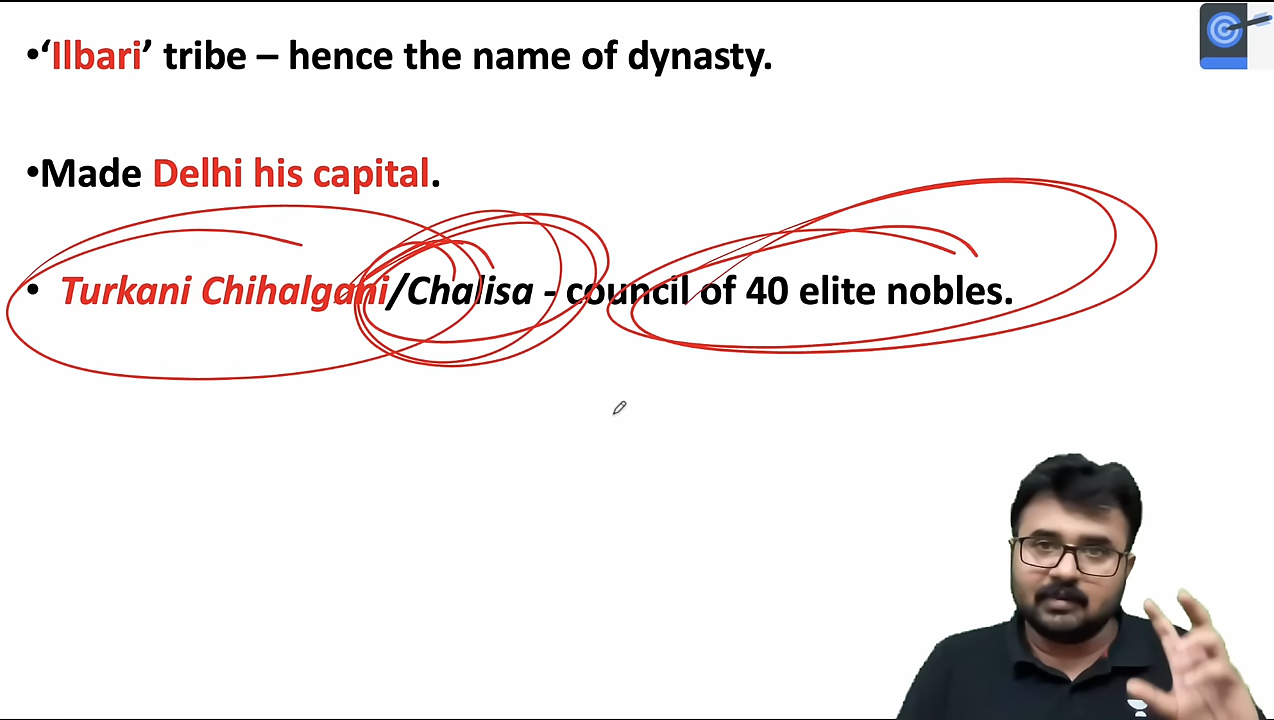 •‘Ilbari’ tribe – hence the name of dynasty.
•Made Delhi his capital.
• Turkani Chihalgani/Chalisa - council of 40 elite nobles.